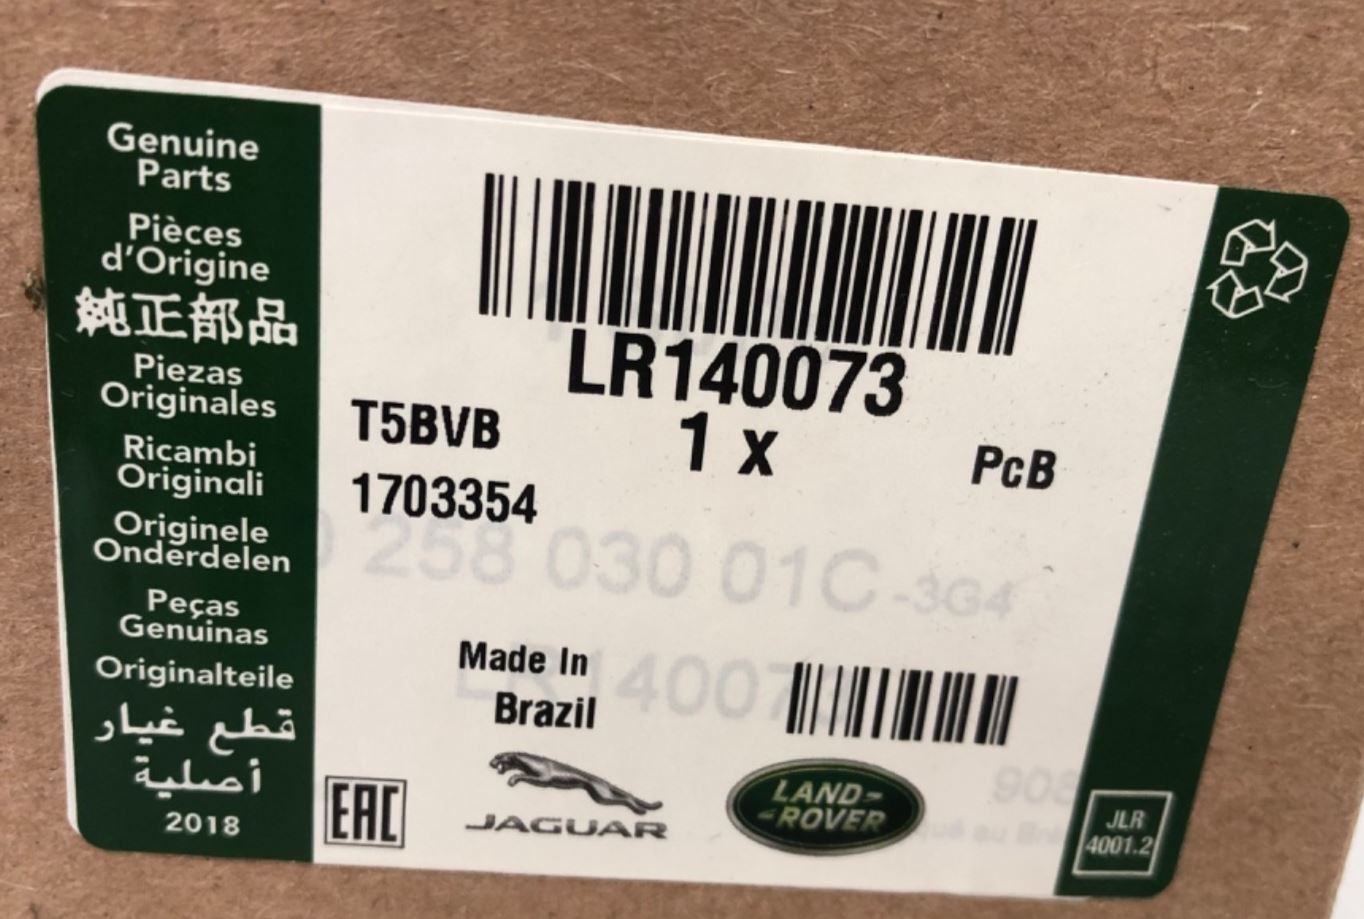 Genuine
Parts
Pièces
d'Origine
純正部品
Piezas
Originales
Ricambi
Originali
Originele
Onderdelen
Peças
Genuinas
Originalteile
قطع غيار
أصلية
2018
LR140073
T5BVB
1 x
PcB
1703354
258 030 01C -3G4
LR140073
Made In
Brazil
908
EAC
JAGUAR
LAND-
-ROVER
JLR
4001.2